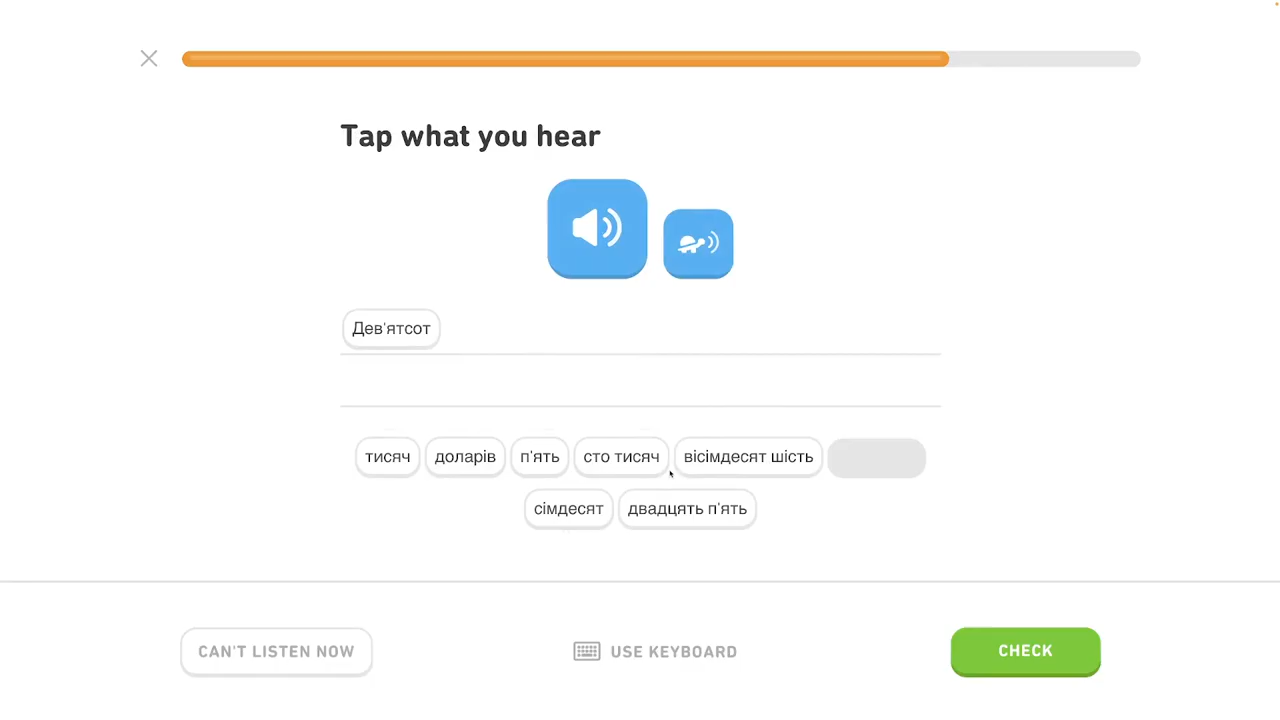 Tap what you hear
Дев'ятсот
тисяч доларів п'ять сто тисяч вісімдесят шість
сімдесят двадцять п'ять
CAN'T LISTEN NOW USE KEYBOARD CHECK